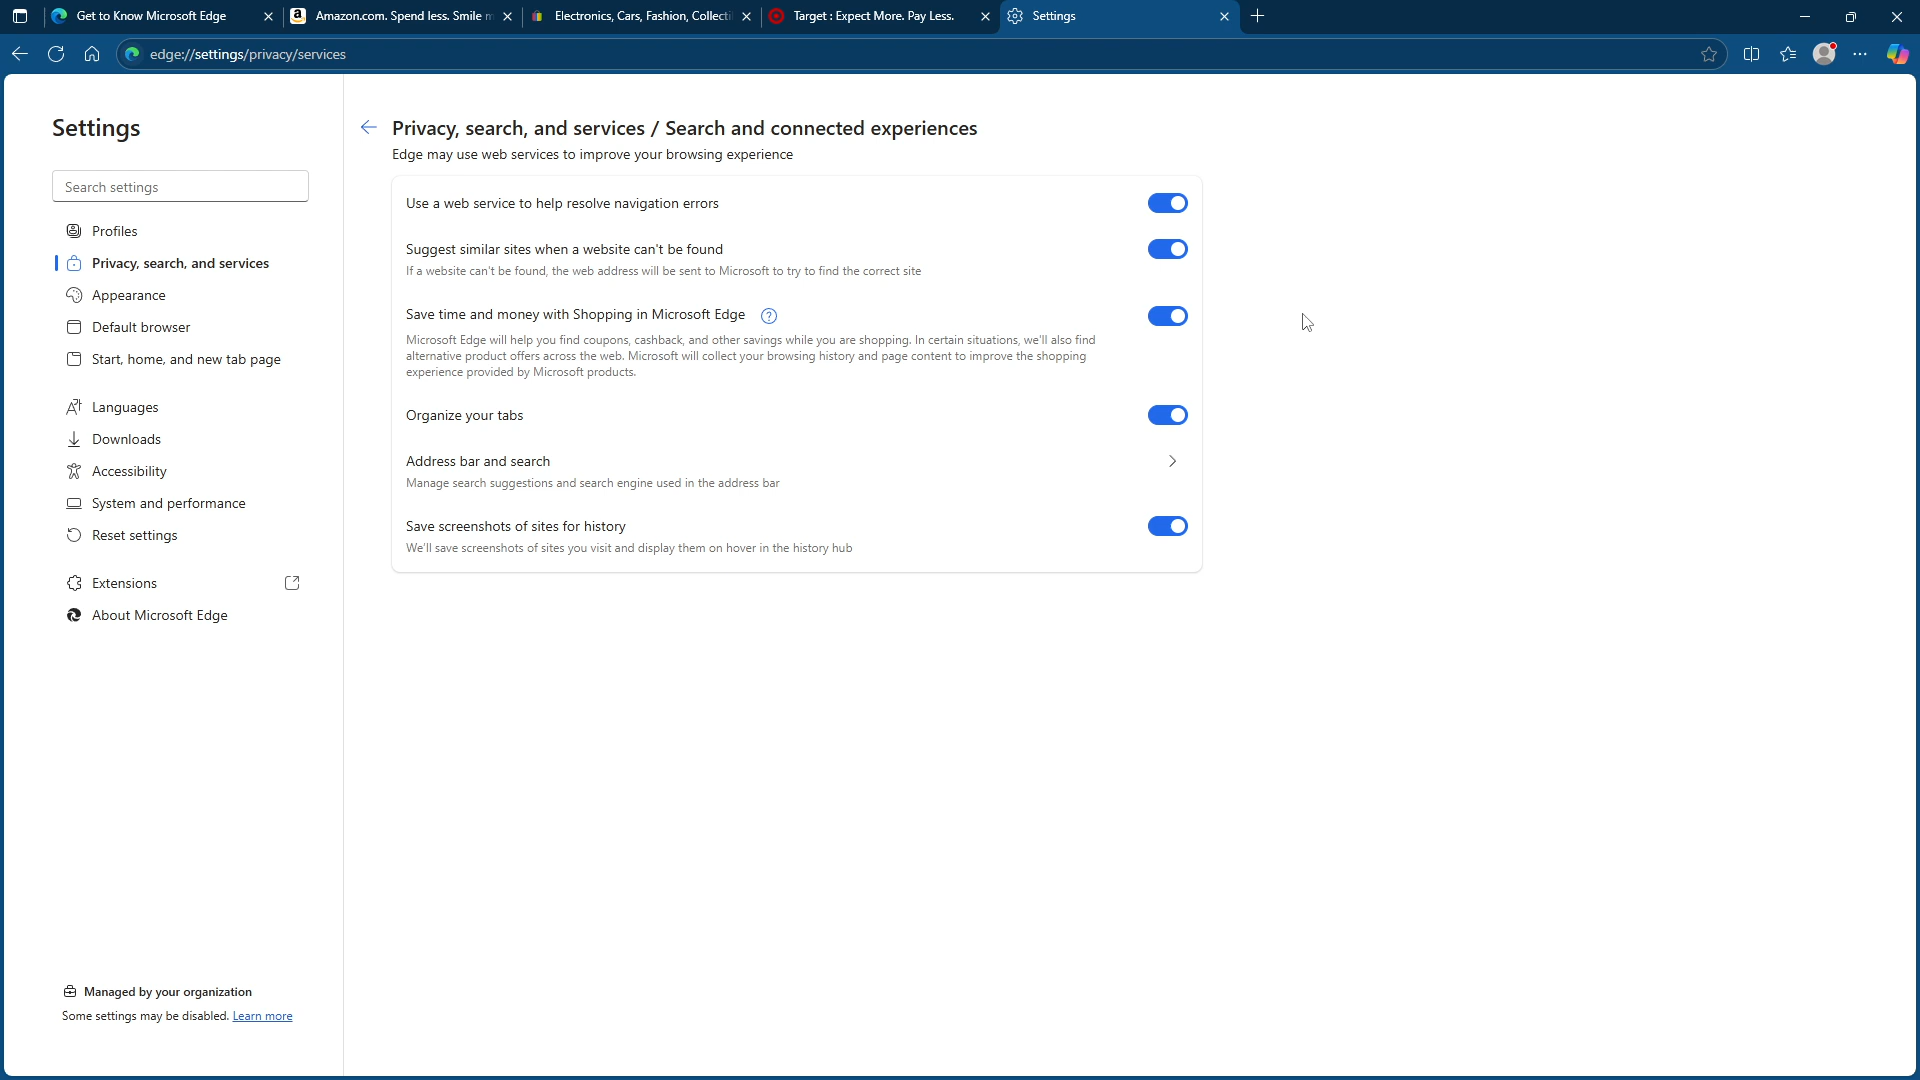 Get to Know Microsoft Edge
Amazon.com. Spend less. Smile m
Electronics, Cars, Fashion, Collecti
Target : Expect More. Pay Less.
Settings
edge://settings/privacy/services
Settings
Search settings
Profiles
Privacy, search, and services
Appearance
Default browser
Start, home, and new tab page
Languages
Downloads
Accessibility
System and performance
Reset settings
Extensions
About Microsoft Edge
Managed by your organization
Some settings may be disabled. Learn more
Privacy, search, and services / Search and connected experiences
Edge may use web services to improve your browsing experience
Use a web service to help resolve navigation errors
Suggest similar sites when a website can't be found
If a website can't be found, the web address will be sent to Microsoft to try to find the correct site
Save time and money with Shopping in Microsoft Edge
Microsoft Edge will help you find coupons, cashback, and other savings while you are shopping. In certain situations, we'll also find
alternative product offers across the web. Microsoft will collect your browsing history and page content to improve the shopping
experience provided by Microsoft products.
Organize your tabs
Address bar and search
Manage search suggestions and search engine used in the address bar
Save screenshots of sites for history
We'll save screenshots of sites you visit and display them on hover in the history hub